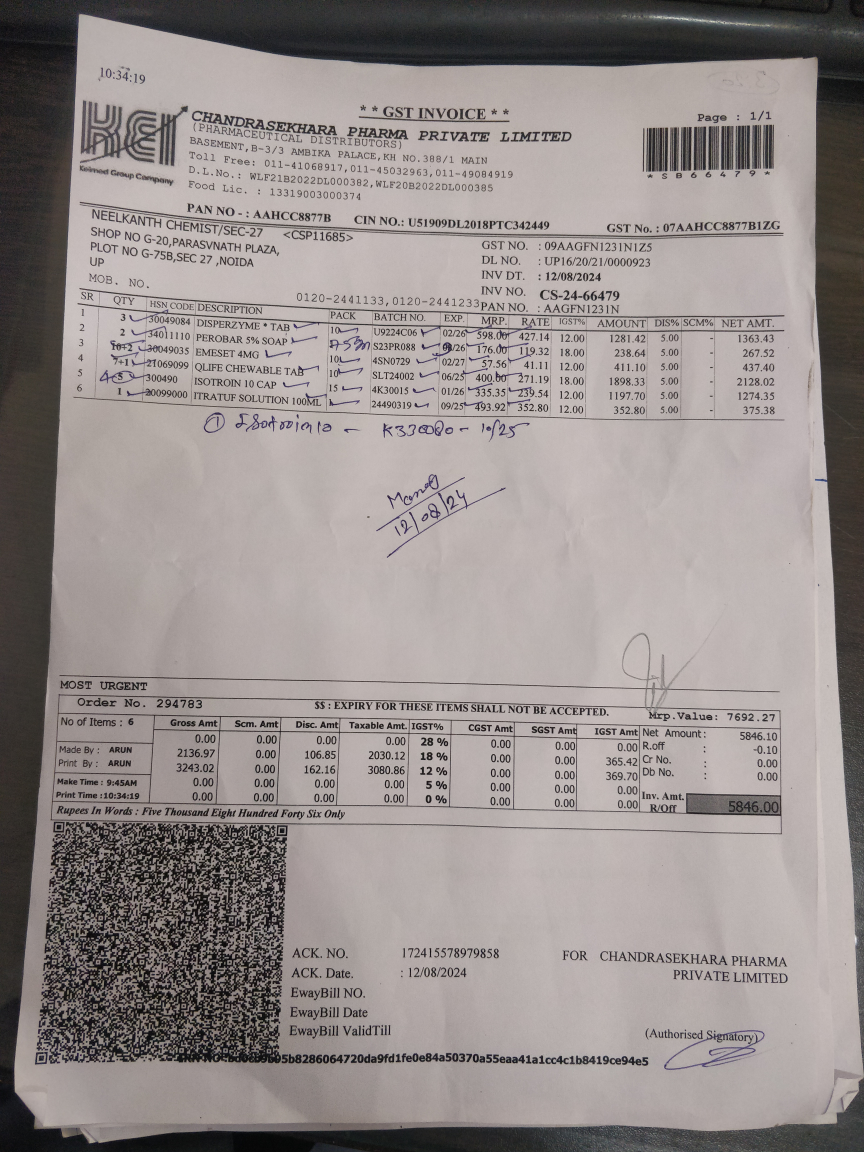 10:34:19
* * GST INVOICE * *
Page : 1/1
KEI
Keimed Group Company
CHANDRASEKHARA PHARMA PRIVATE LIMITED
(PHARMACEUTICAL DISTRIBUTORS)
BASEMENT,B-3/3 AMBIKA PALACE,KH NO.388/1 MAIN
Toll Free: 011-41068917,011-45032963,011-49084919
D.L.No.: WLF21B2022DL000382,WLF20B2022DL000385
Food Lic. : 13319003000374
*SB66479*
PAN NO - : AAHCC8877B CIN NO.: U51909DL2018PTC342449 GST No. : 07AAHCC8877B1ZG
NEELKANTH CHEMIST/SEC-27 <CSP11685>
SHOP NO G-20,PARASVNATH PLAZA,
PLOT NO G-75B,SEC 27 ,NOIDA
UP
MOB. NO. 0120-2441133,0120-2441233
GST NO. : 09AAGFN1231N1Z5
DL NO. : UP16/20/21/0000923
INV DT. : 12/08/2024
INV NO. CS-24-66479
PAN NO. : AAGFN1231N
SR QTY HSN CODE DESCRIPTION PACK BATCH NO. EXP. MRP. RATE IGST% AMOUNT DIS% SCM% NET AMT.
1 3 30049084 DISPERZYME * TAB 10 U9224C06 02/26 598.00 427.14 12.00 1281.42 5.00 - 1363.43
2 2 34011110 PEROBAR 5% SOAP 75gm S23PR088 /26 176.00 119.32 18.00 238.64 5.00 - 267.52
3 10+2 30049035 EMESET 4MG 10 4SN0729 02/27 57.56 41.11 12.00 411.10 5.00 - 437.40
4 7+1 21069099 QLIFE CHEWABLE TAB 10 SLT24002 06/25 400.00 271.19 18.00 1898.33 5.00 - 2128.02
5 4 5 300490 ISOTROIN 10 CAP 15 4K30015 01/26 335.35 239.54 12.00 1197.70 5.00 - 1274.35
6 1 20099000 ITRATUF SOLUTION 100ML 24490319 09/25 493.92 352.80 12.00 352.80 5.00 - 375.38
① Isotroin 10 - K330080 - 10/25
Manoj
12/08/24
MOST URGENT
Order No. 294783 $$ : EXPIRY FOR THESE ITEMS SHALL NOT BE ACCEPTED. Mrp.Value: 7692.27
No of Items : 6 Gross Amt Scm. Amt Disc. Amt Taxable Amt. IGST% CGST Amt SGST Amt IGST Amt
0.00 0.00 0.00 0.00 28 % 0.00 0.00 0.00
Made By : ARUN 2136.97 0.00 106.85 2030.12 18 % 0.00 0.00 365.42
Print By : ARUN 3243.02 0.00 162.16 3080.86 12 % 0.00 0.00 369.70
Make Time : 9:45AM 0.00 0.00 0.00 0.00 5 % 0.00 0.00 0.00
Print Time :10:34:19 0.00 0.00 0.00 0.00 0 % 0.00 0.00 0.00
Net Amount : 5846.10
R.off : -0.10
Cr No. : 0.00
Db No. : 0.00
Inv. Amt. R/Off 5846.00
Rupees In Words : Five Thousand Eight Hundred Forty Six Only
ACK. NO. 172415578979858
ACK. Date. : 12/08/2024
EwayBill NO.
EwayBill Date
EwayBill ValidTill
FOR CHANDRASEKHARA PHARMA
PRIVATE LIMITED
(Authorised Signatory)